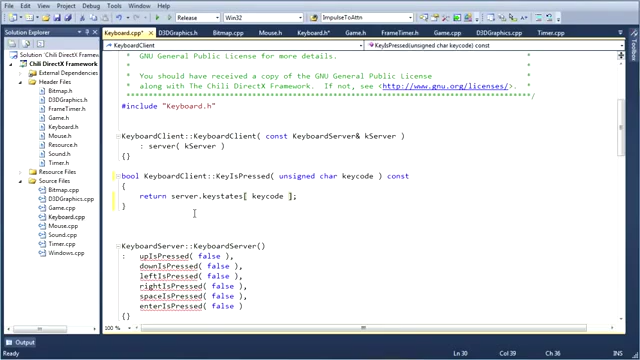 File Edit View Project Build Debug Team Data Tools Architecture Test Analyze Window Help
Release
Win32
ImpulseToAttn
Solution Explorer
Keyboard.cpp*
D3DGraphics.h
D3DGraphics.cpp
Bitmap.cpp
Mouse.cpp
Keyboard.h*
Game.h
FrameTimer.h
Game.cpp
Timer.cpp
KeyboardClient
KeyIsPressed(unsigned char keycode) const
Solution 'Chili DirectX Framework'
Chili DirectX Framework
External Dependencies
Header Files
Bitmap.h
D3DGraphics.h
FrameTimer.h
Game.h
Keyboard.h
Mouse.h
Resource.h
Sound.h
Timer.h
Source Files
Bitmap.cpp
D3DGraphics.cpp
Game.cpp
Keyboard.cpp
Mouse.cpp
Sound.cpp
Timer.cpp
Windows.cpp
* GNU General Public License for more details. *
* *
* You should have received a copy of the GNU General Public License *
* along with The Chili DirectX Framework. If not, see <http://www.gnu.org/licenses/>. *
#include "Keyboard.h"
KeyboardClient::KeyboardClient( const KeyboardServer& kServer )
: server( kServer )
{}
bool KeyboardClient::KeyIsPressed( unsigned char keycode ) const
{
return server.keystates[ keycode ];
}
KeyboardServer::KeyboardServer()
:
upIsPressed( false ),
downIsPressed( false ),
leftIsPressed( false ),
rightIsPressed( false ),
spaceIsPressed( false ),
enterIsPressed( false )
{}
100 %
Output
Ready
Ln 30
Col 39
Ch 36
INS